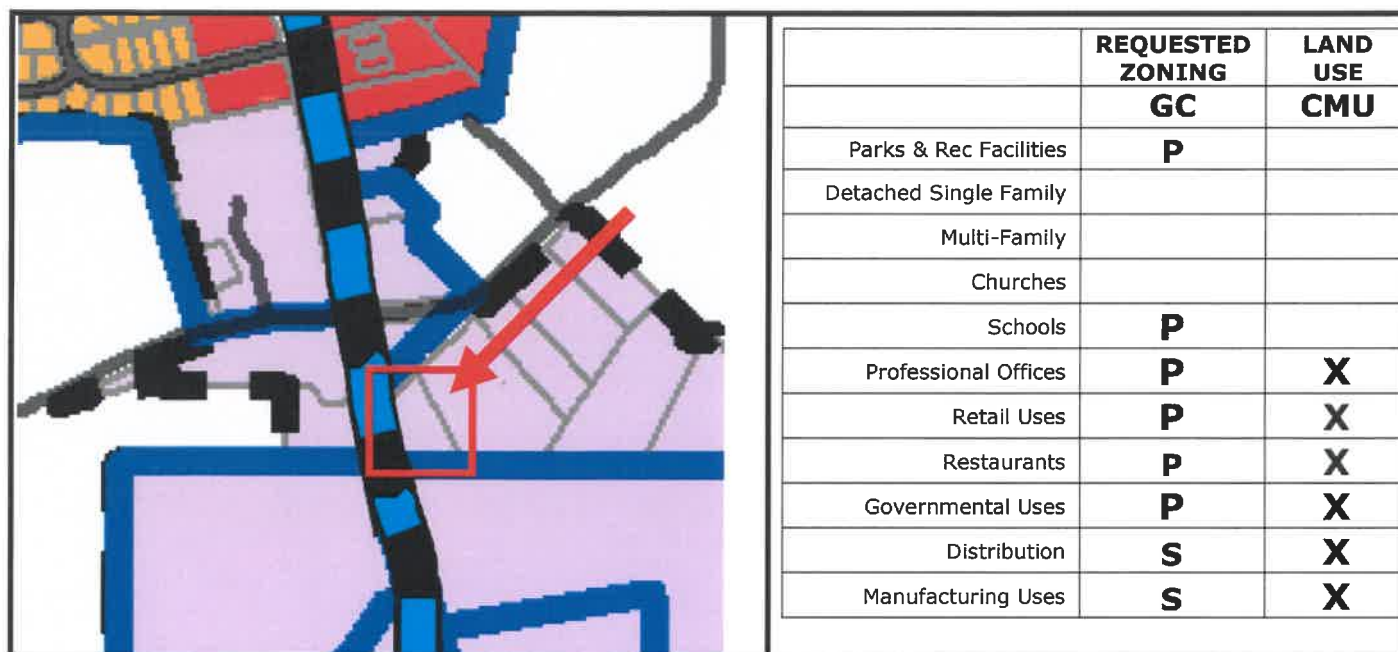 REQUESTED ZONING LAND USE
GC CMU
Parks & Rec Facilities P
Detached Single Family
Multi-Family
Churches
Schools P
Professional Offices P X
Retail Uses P X
Restaurants P X
Governmental Uses P X
Distribution S X
Manufacturing Uses S X